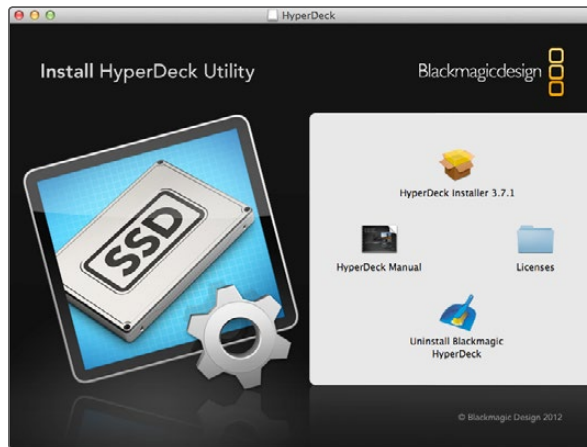 HyperDeck
Install HyperDeck Utility
Blackmagicdesign
SSD
HyperDeck Installer 3.7.1
HyperDeck Manual
Licenses
Uninstall Blackmagic
HyperDeck
© Blackmagic Design 2012